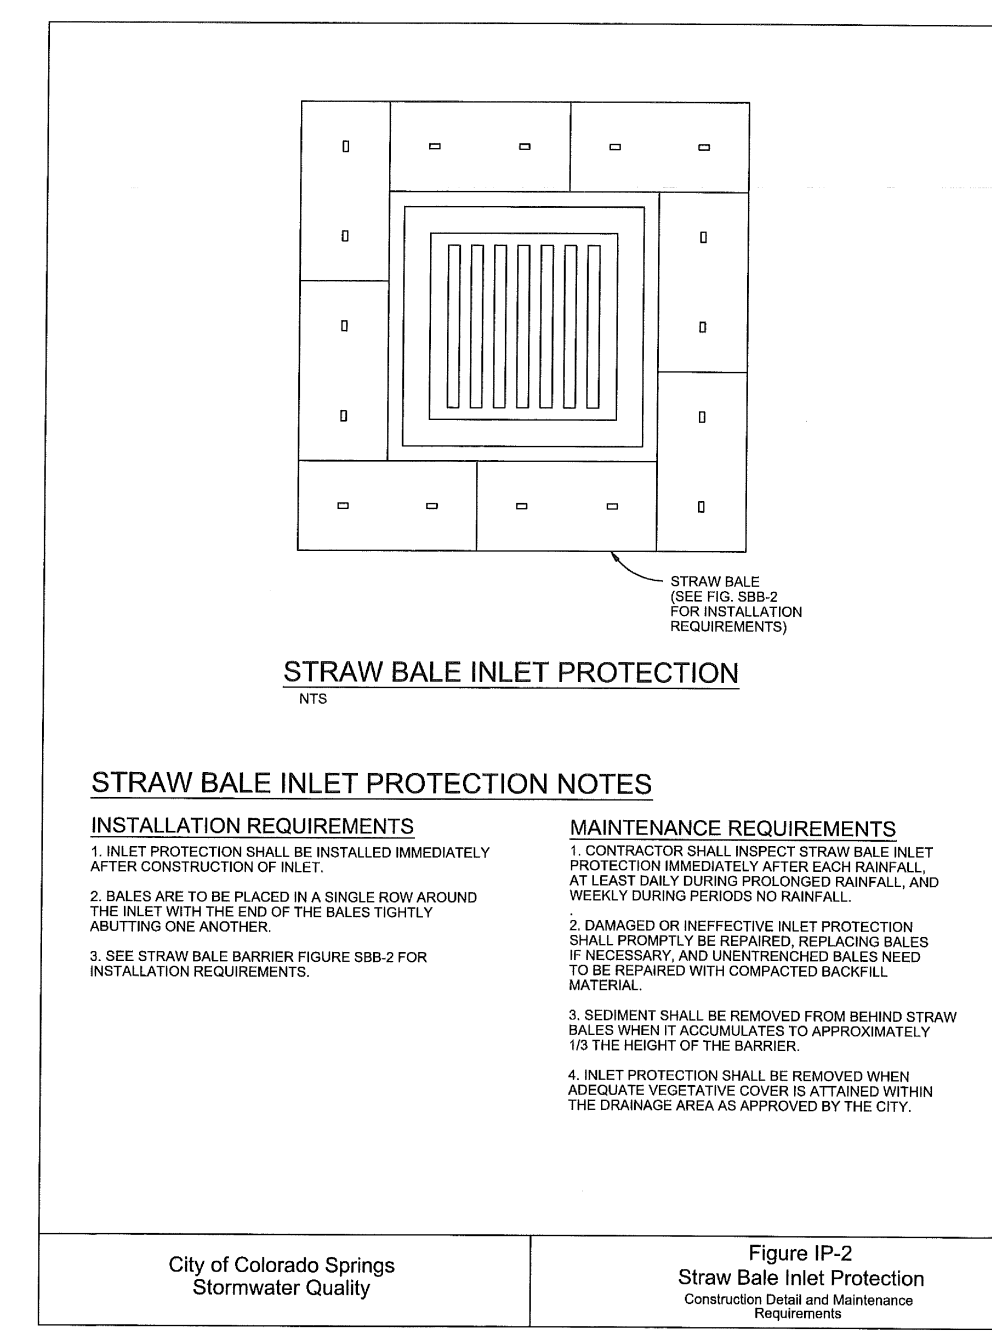 STRAW BALE
(SEE FIG. SBB-2
FOR INSTALLATION
REQUIREMENTS)
STRAW BALE INLET PROTECTION
NTS
STRAW BALE INLET PROTECTION NOTES
INSTALLATION REQUIREMENTS
1. INLET PROTECTION SHALL BE INSTALLED IMMEDIATELY
AFTER CONSTRUCTION OF INLET.
2. BALES ARE TO BE PLACED IN A SINGLE ROW AROUND
THE INLET WITH THE END OF THE BALES TIGHTLY
ABUTTING ONE ANOTHER.
3. SEE STRAW BALE BARRIER FIGURE SBB-2 FOR
INSTALLATION REQUIREMENTS.
MAINTENANCE REQUIREMENTS
1. CONTRACTOR SHALL INSPECT STRAW BALE INLET
PROTECTION IMMEDIATELY AFTER EACH RAINFALL,
AT LEAST DAILY DURING PROLONGED RAINFALL, AND
WEEKLY DURING PERIODS NO RAINFALL.
.
2. DAMAGED OR INEFFECTIVE INLET PROTECTION
SHALL PROMPTLY BE REPAIRED, REPLACING BALES
IF NECESSARY, AND UNENTRENCHED BALES NEED
TO BE REPAIRED WITH COMPACTED BACKFILL
MATERIAL.
3. SEDIMENT SHALL BE REMOVED FROM BEHIND STRAW
BALES WHEN IT ACCUMULATES TO APPROXIMATELY
1/3 THE HEIGHT OF THE BARRIER.
4. INLET PROTECTION SHALL BE REMOVED WHEN
ADEQUATE VEGETATIVE COVER IS ATTAINED WITHIN
THE DRAINAGE AREA AS APPROVED BY THE CITY.
City of Colorado Springs
Stormwater Quality
Figure IP-2
Straw Bale Inlet Protection
Construction Detail and Maintenance
Requirements